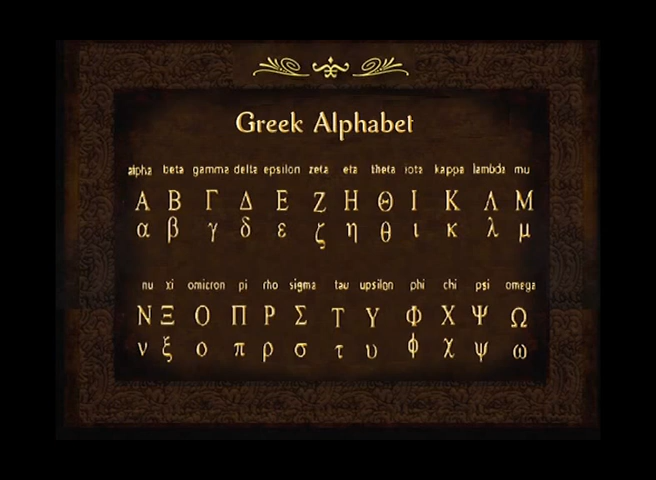 Greek Alphabet
alpha beta gamma delta epsilon zeta eta theta iota kappa lambda mu
Α Β Γ Δ Ε Ζ Η Θ Ι Κ Λ Μ
α β γ δ ε ζ η θ ι κ λ μ
nu xi omicron pi rho sigma tau upsilon phi chi psi omega
Ν Ξ Ο Π Ρ Σ Τ Υ Φ Χ Ψ Ω
ν ξ ο π ρ σ τ υ ϕ χ ψ ω